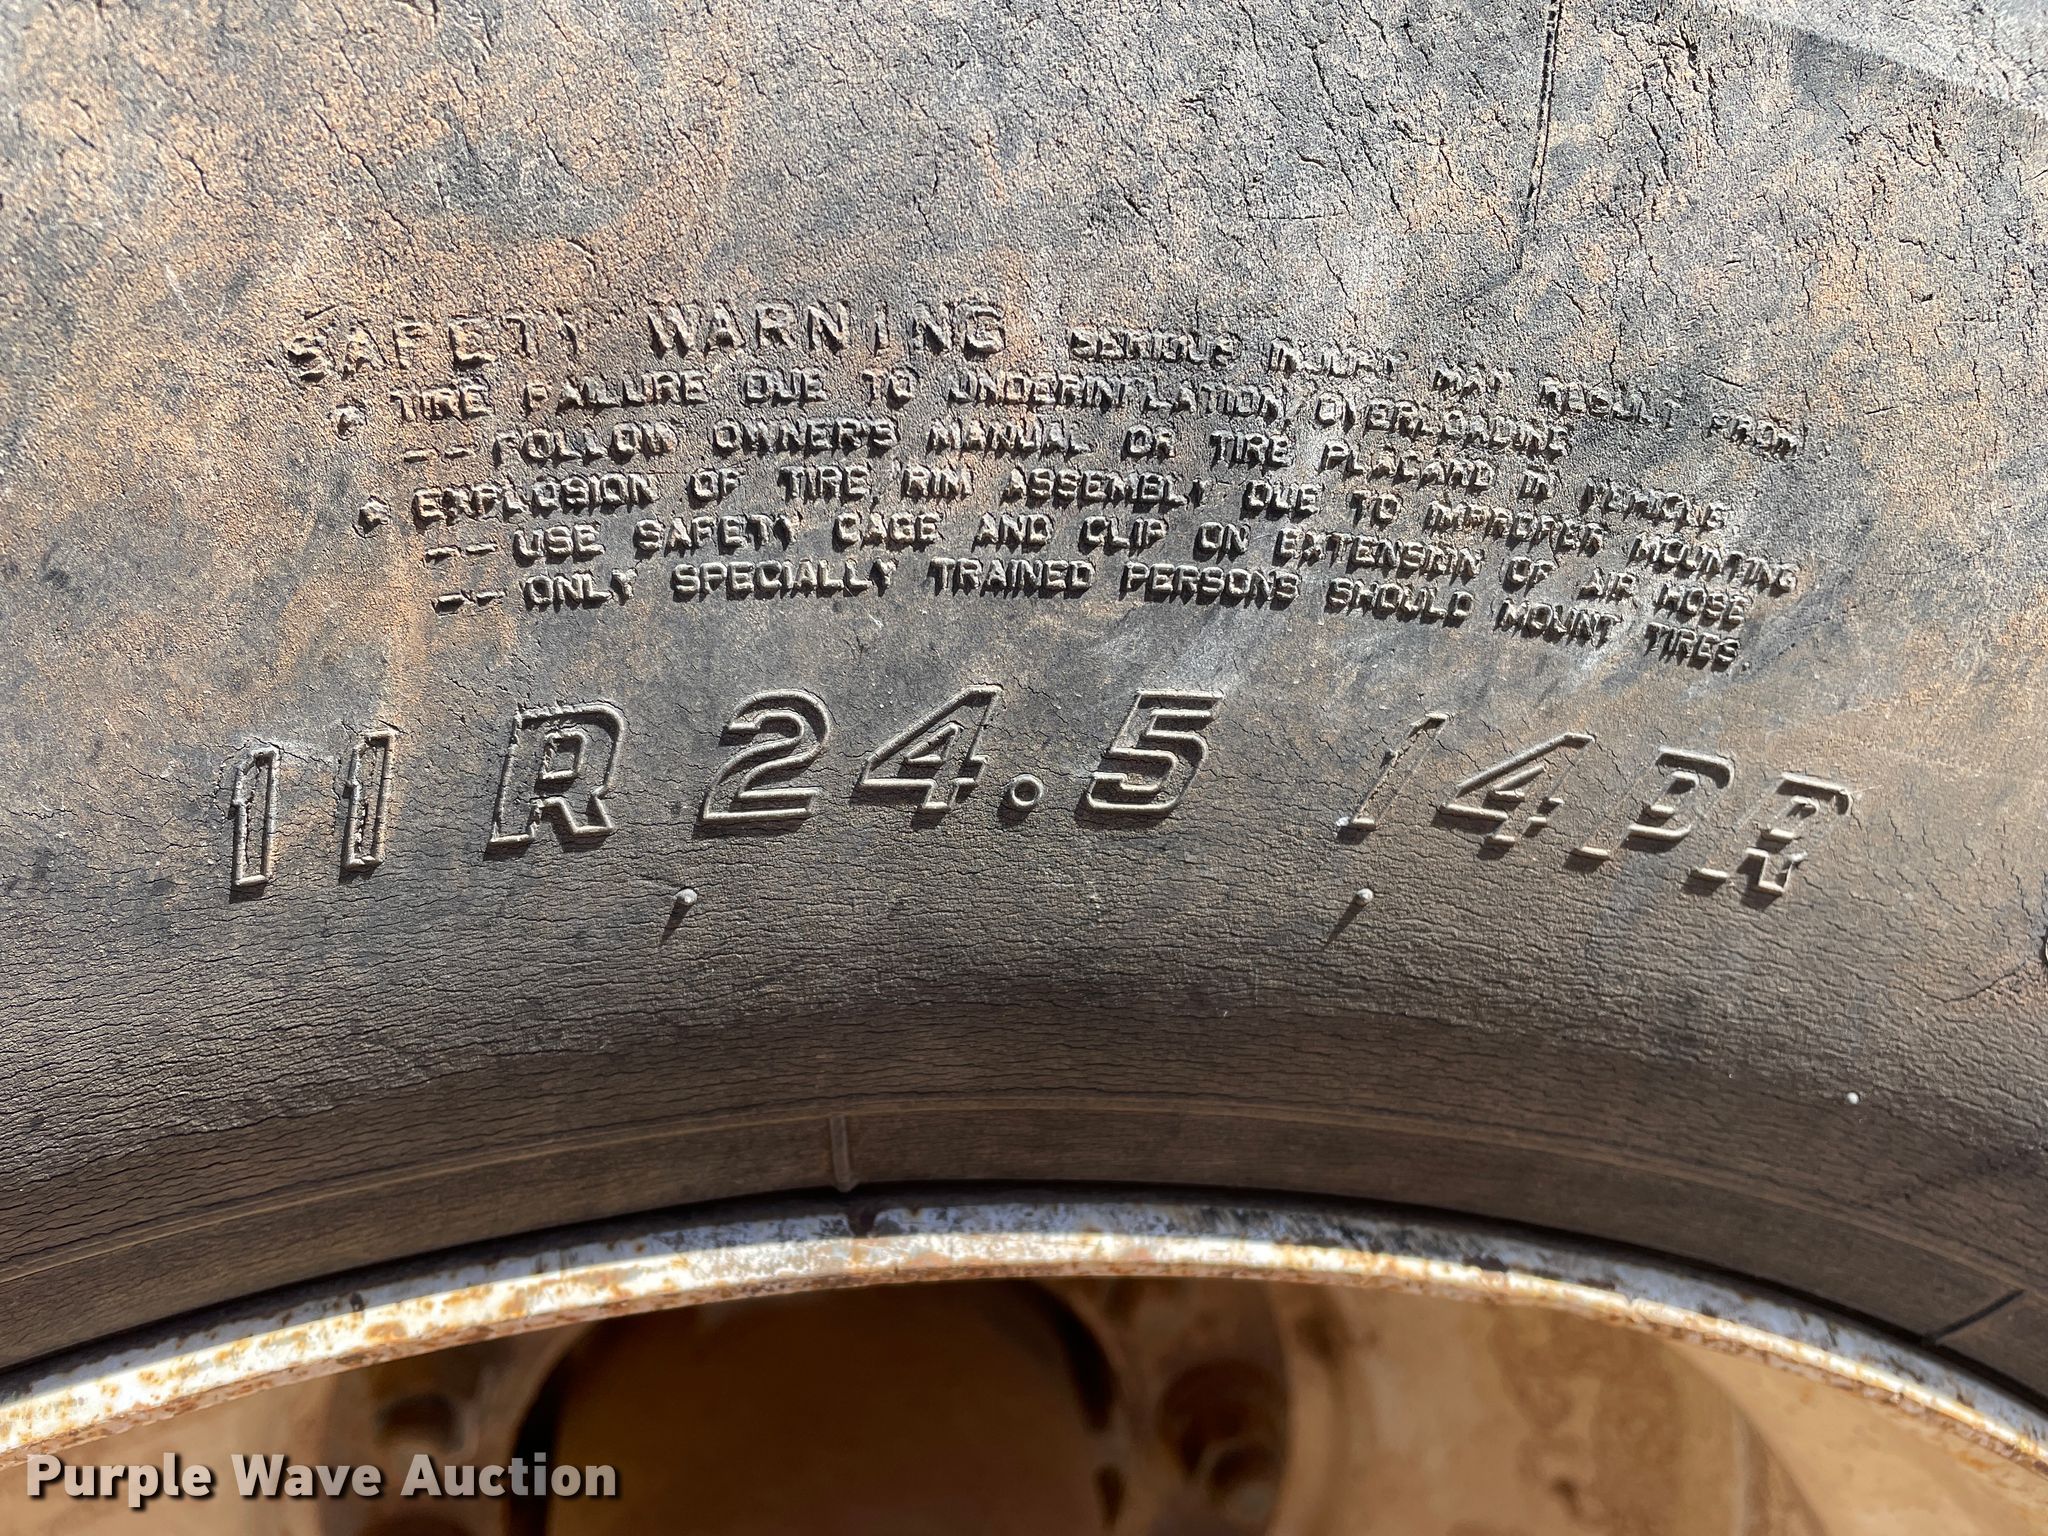 SAFETY WARNING SERIOUS INJURY MAY RESULT FROM
* TIRE FAILURE DUE TO UNDERINFLATION/OVERLOADING
-- FOLLOW OWNER'S MANUAL OR TIRE PLACARD IN VEHICLE
* EXPLOSION OF TIRE/RIM ASSEMBLY DUE TO IMPROPER MOUNTING
-- USE SAFETY CAGE AND CLIP ON EXTENSION OF AIR HOSE
-- ONLY SPECIALLY TRAINED PERSONS SHOULD MOUNT TIRES.
11 R 24.5 14PR
Purple Wave Auction